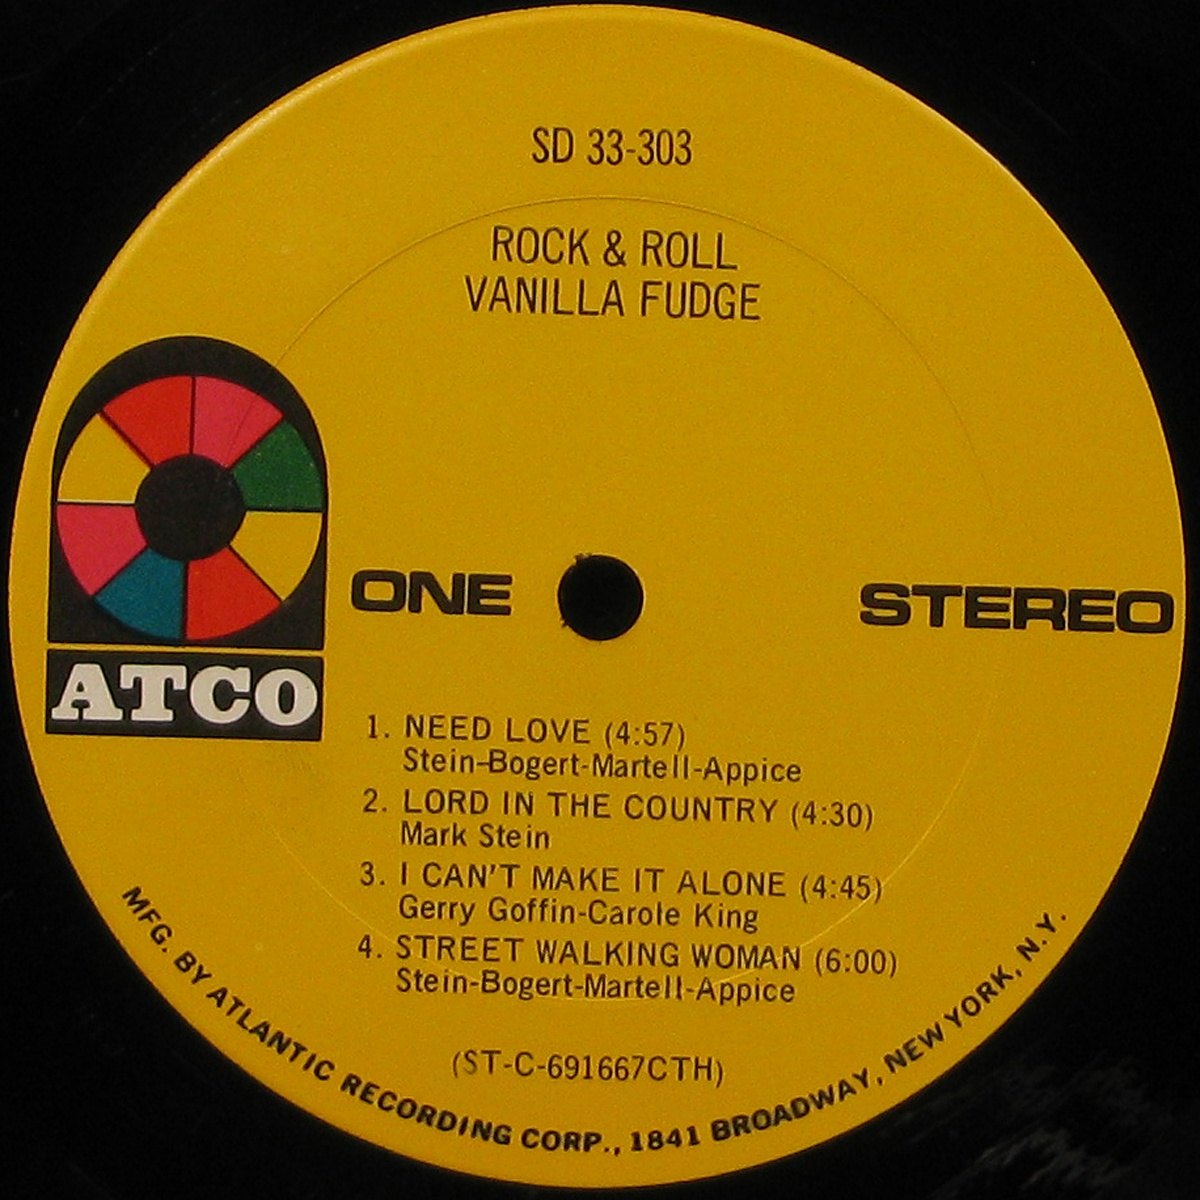 SD 33-303
ROCK & ROLL
VANILLA FUDGE
ATCO
ONE
STEREO
1. NEED LOVE (4:57)
Stein-Bogert-Martell-Appice
2. LORD IN THE COUNTRY (4:30)
Mark Stein
3. I CAN'T MAKE IT ALONE (4:45)
Gerry Goffin-Carole King
4. STREET WALKING WOMAN (6:00)
Stein-Bogert-Martell-Appice
(ST-C-691667CTH)
MFG. BY ATLANTIC RECORDING CORP., 1841 BROADWAY, NEW YORK, N.Y.